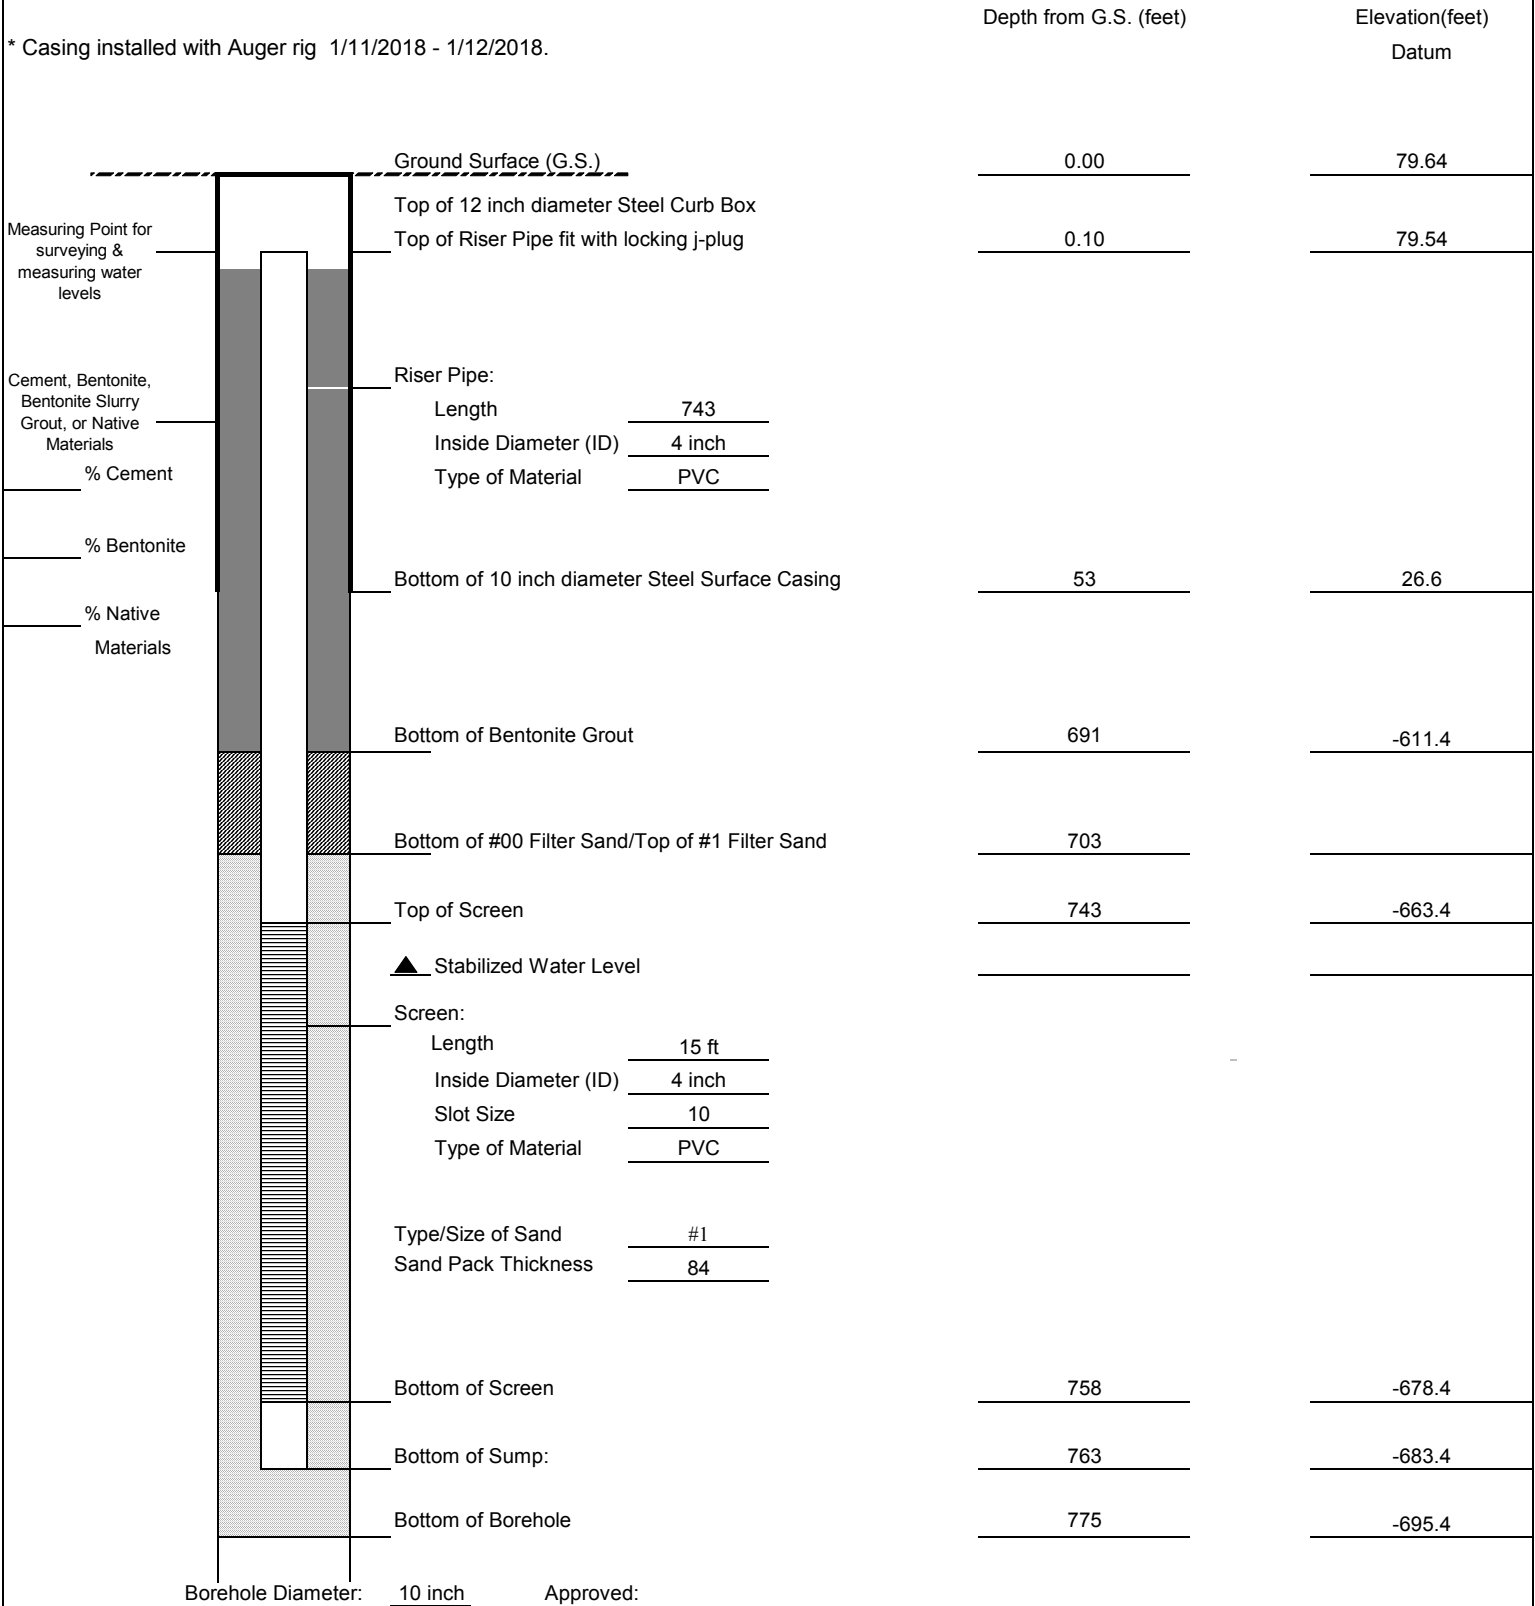 Depth from G.S. (feet) Elevation(feet)
* Casing installed with Auger rig 1/11/2018 - 1/12/2018. Datum
Ground Surface (G.S.) 0.00 79.64
Top of 12 inch diameter Steel Curb Box
Measuring Point for
surveying &
measuring water
levels
Top of Riser Pipe fit with locking j-plug 0.10 79.54
Cement, Bentonite,
Bentonite Slurry
Grout, or Native
Materials
Riser Pipe:
Length 743
Inside Diameter (ID) 4 inch
Type of Material PVC
% Cement
% Bentonite
Bottom of 10 inch diameter Steel Surface Casing 53 26.6
% Native
Materials
Bottom of Bentonite Grout 691 -611.4
Bottom of #00 Filter Sand/Top of #1 Filter Sand 703
Top of Screen 743 -663.4
Stabilized Water Level
Screen:
Length 15 ft
Inside Diameter (ID) 4 inch
Slot Size 10
Type of Material PVC
Type/Size of Sand #1
Sand Pack Thickness 84
Bottom of Screen 758 -678.4
Bottom of Sump: 763 -683.4
Bottom of Borehole 775 -695.4
Borehole Diameter: 10 inch Approved: